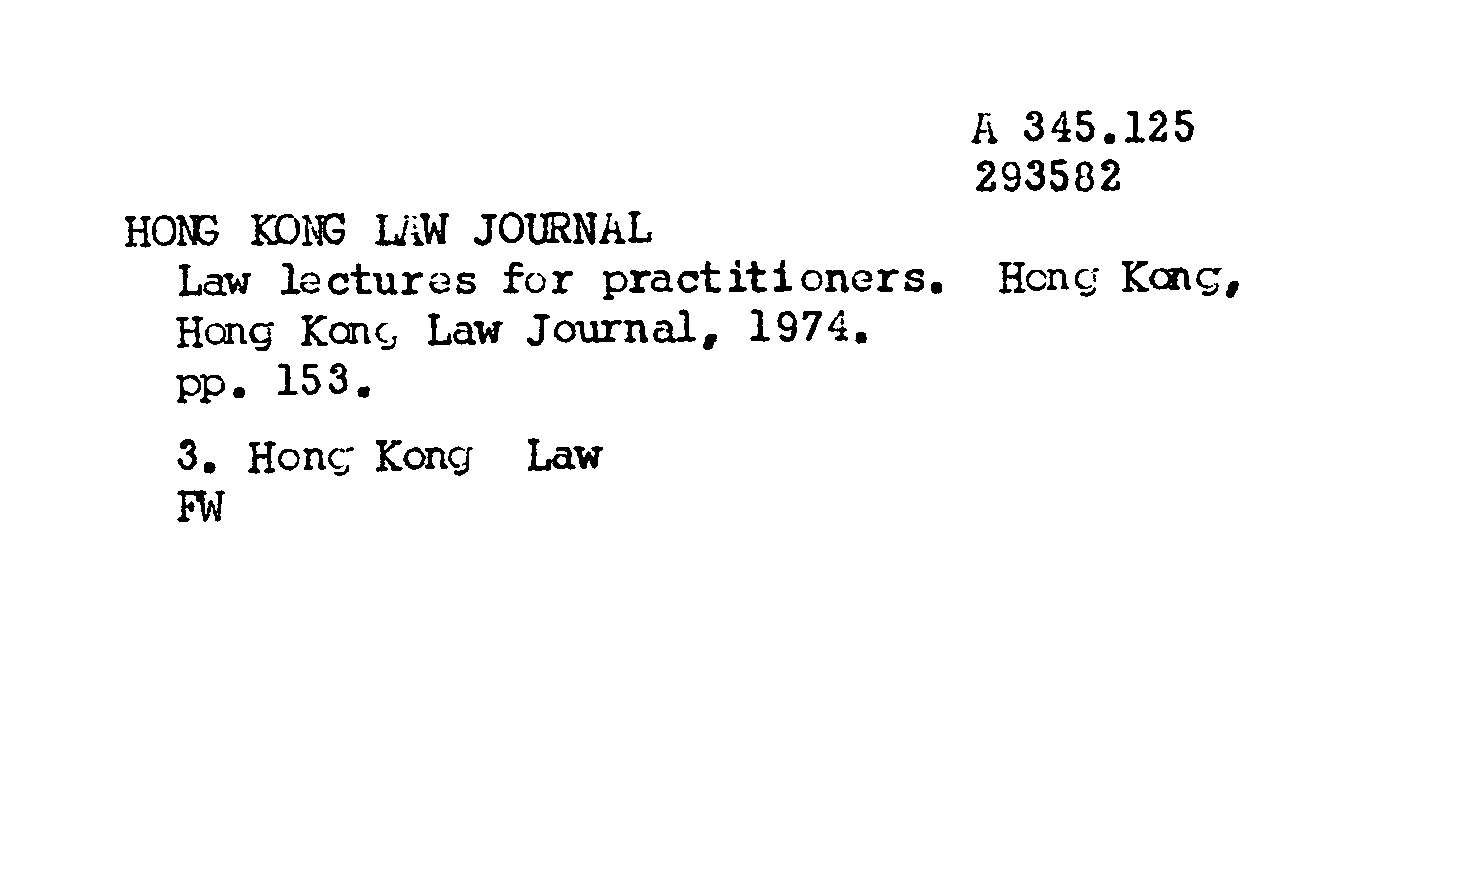 A 345.125
293582
HONG KONG LAW JOURNAL
Law lectures for practitioners. Hong Kong,
Hong Kong Law Journal, 1974.
pp. 153.
3. Hong Kong Law
FW